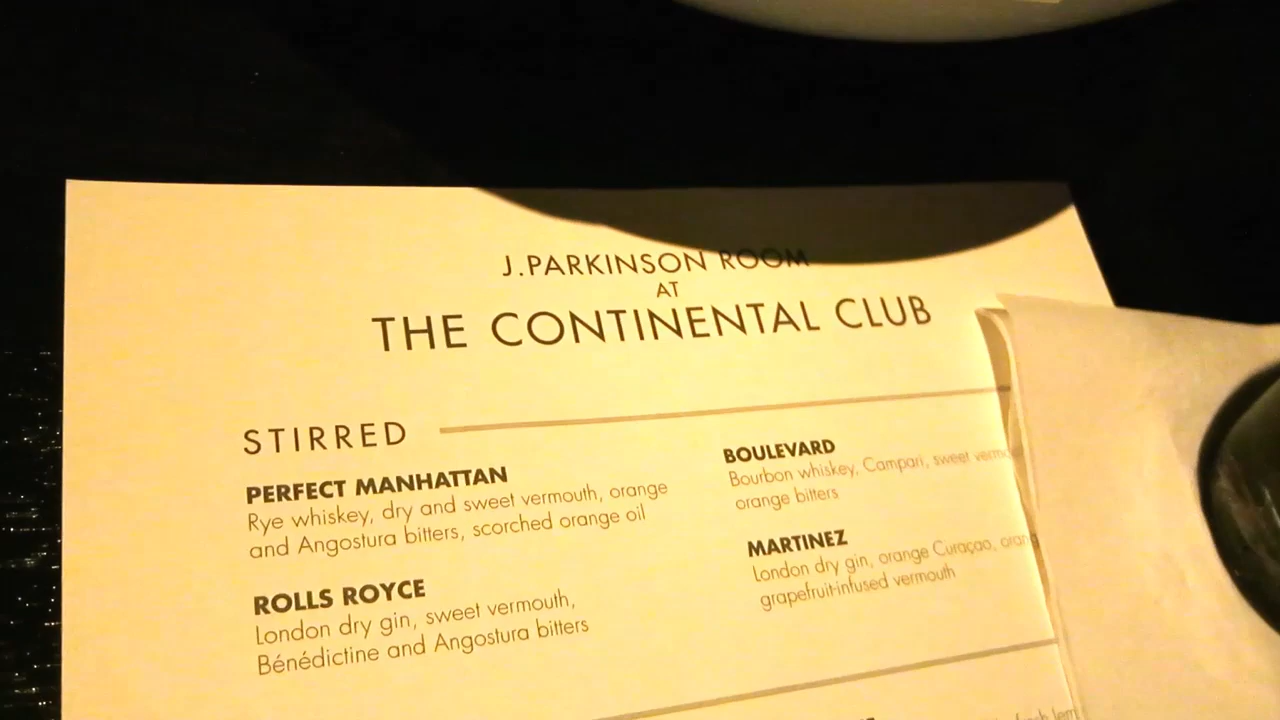 J.PARKINSON ROOM
AT
THE CONTINENTAL CLUB
STIRRED
PERFECT MANHATTAN
Rye whiskey, dry and sweet vermouth, orange
and Angostura bitters, scorched orange oil
ROLLS ROYCE
London dry gin, sweet vermouth,
Bénédictine and Angostura bitters
BOULEVARD
Bourbon whiskey, Campari, sweet
orange bitters
MARTINEZ
London dry gin, orange Curaçao,
grapefruit-infused vermouth